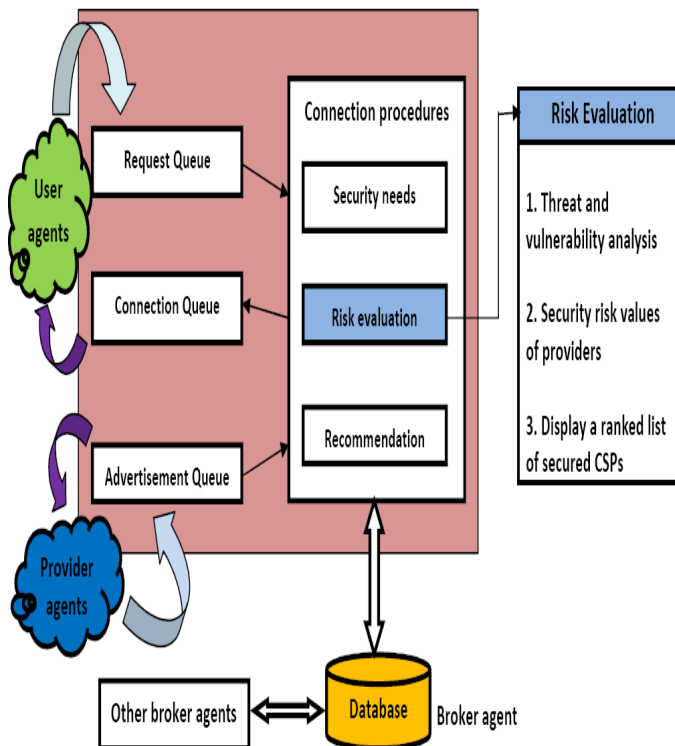 User
agents
Request Queue
Connection Queue
Advertisement Queue
Provider
agents
Connection procedures
Security needs
Risk evaluation
Recommendation
Risk Evaluation
1. Threat and
vulnerability analysis
2. Security risk values
of providers
3. Display a ranked list
of secured CSPs
Other broker agents
Database
Broker agent